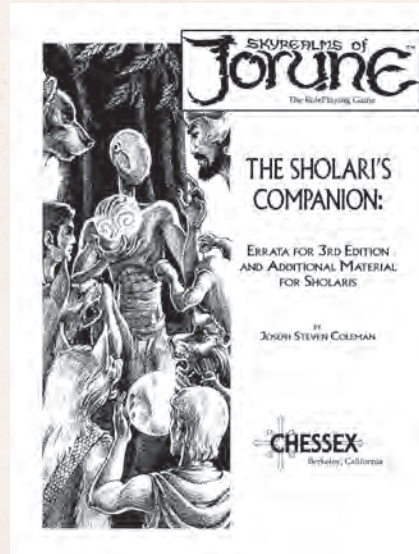 SKYREALMS OF
JORUNE™
The RolePlaying Game
THE SHOLARI'S
COMPANION:
ERRATA FOR 3RD EDITION
AND ADDITIONAL MATERIAL
FOR SHOLARIS
BY
JOSEPH STEVEN COLEMAN
CHESSEX
Berkeley, California